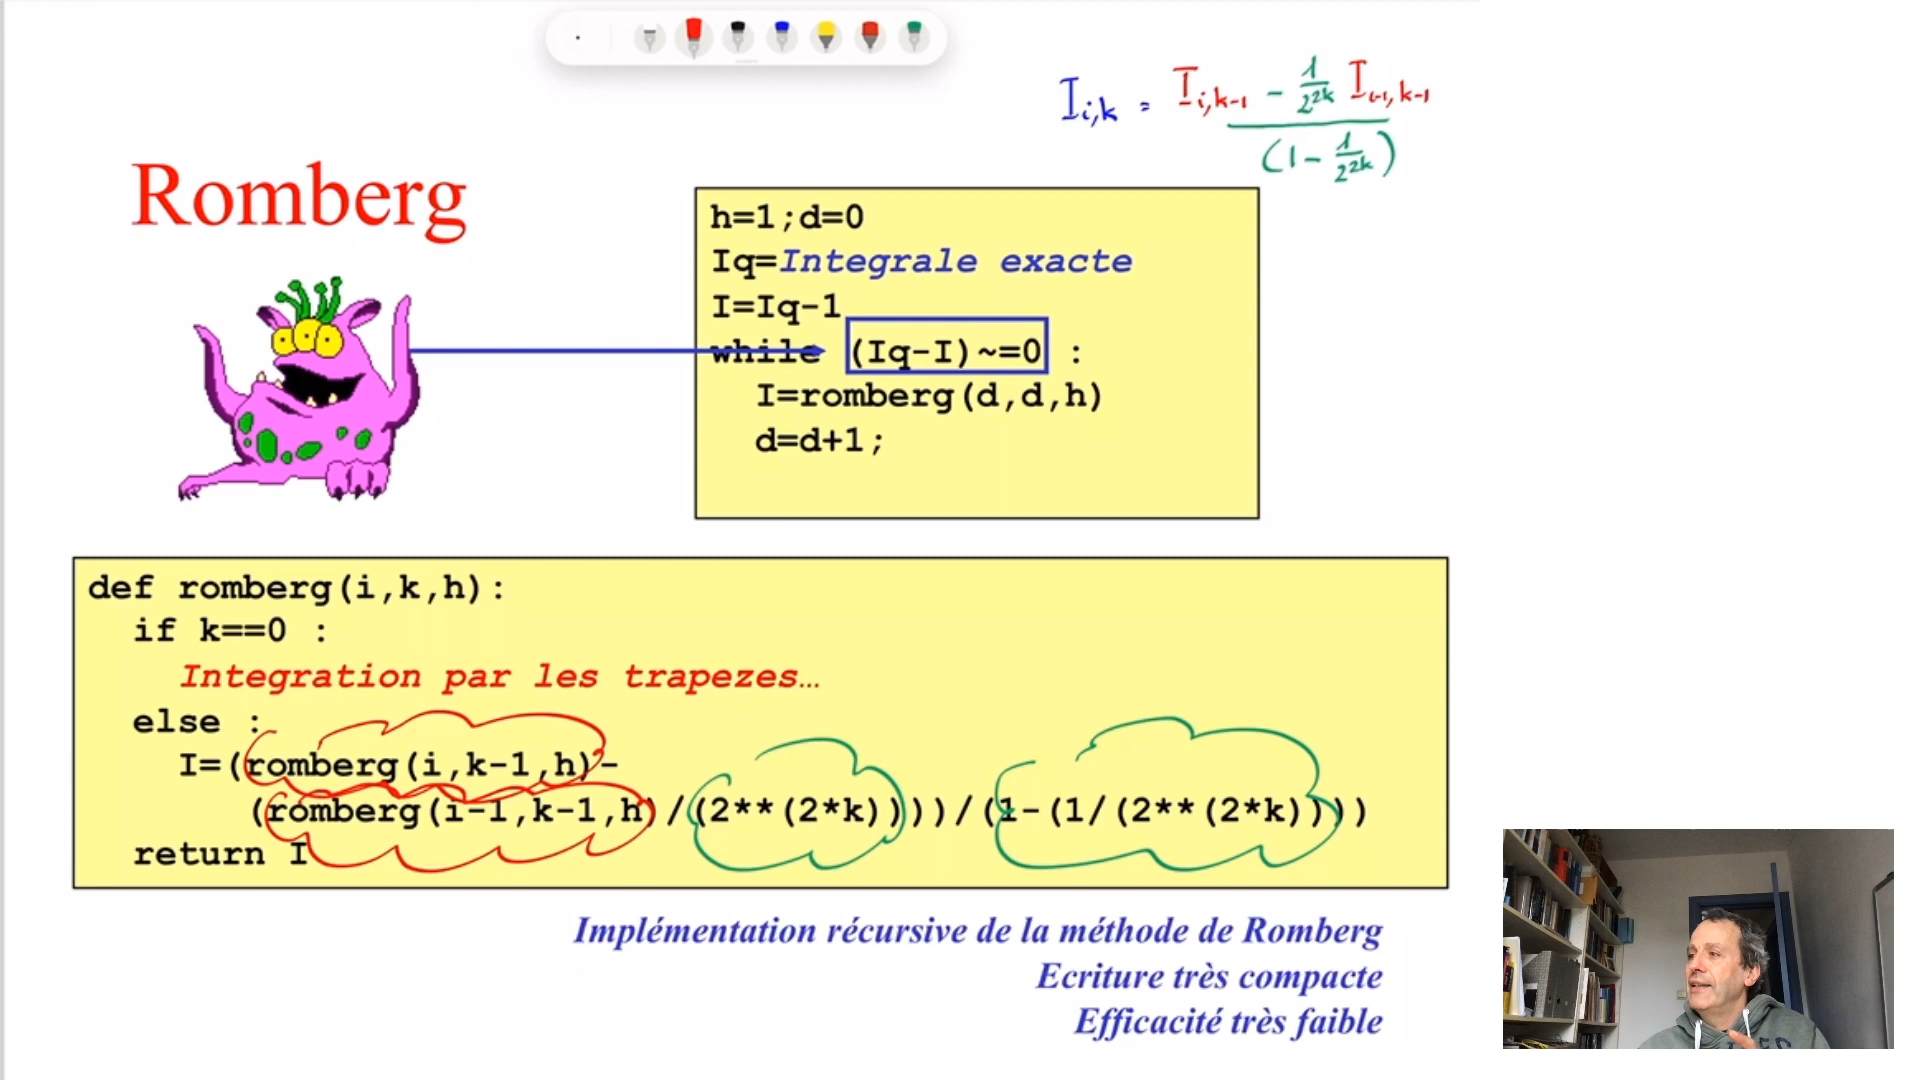 I i,k = I i,k-1 - 1/2^2k I i-1,k-1
(1 - 1/2^2k)
Romberg
h=1;d=0
Iq=Integrale exacte
I=Iq-1
while (Iq-I)~=0 :
I=romberg(d,d,h)
d=d+1;
def romberg(i,k,h):
if k==0 :
Integration par les trapezes…
else :
I=(romberg(i,k-1,h)-
(romberg(i-1,k-1,h)/(2**(2*k))))/(1-(1/(2**(2*k))))
return I
Implémentation récursive de la méthode de Romberg
Ecriture très compacte
Efficacité très faible